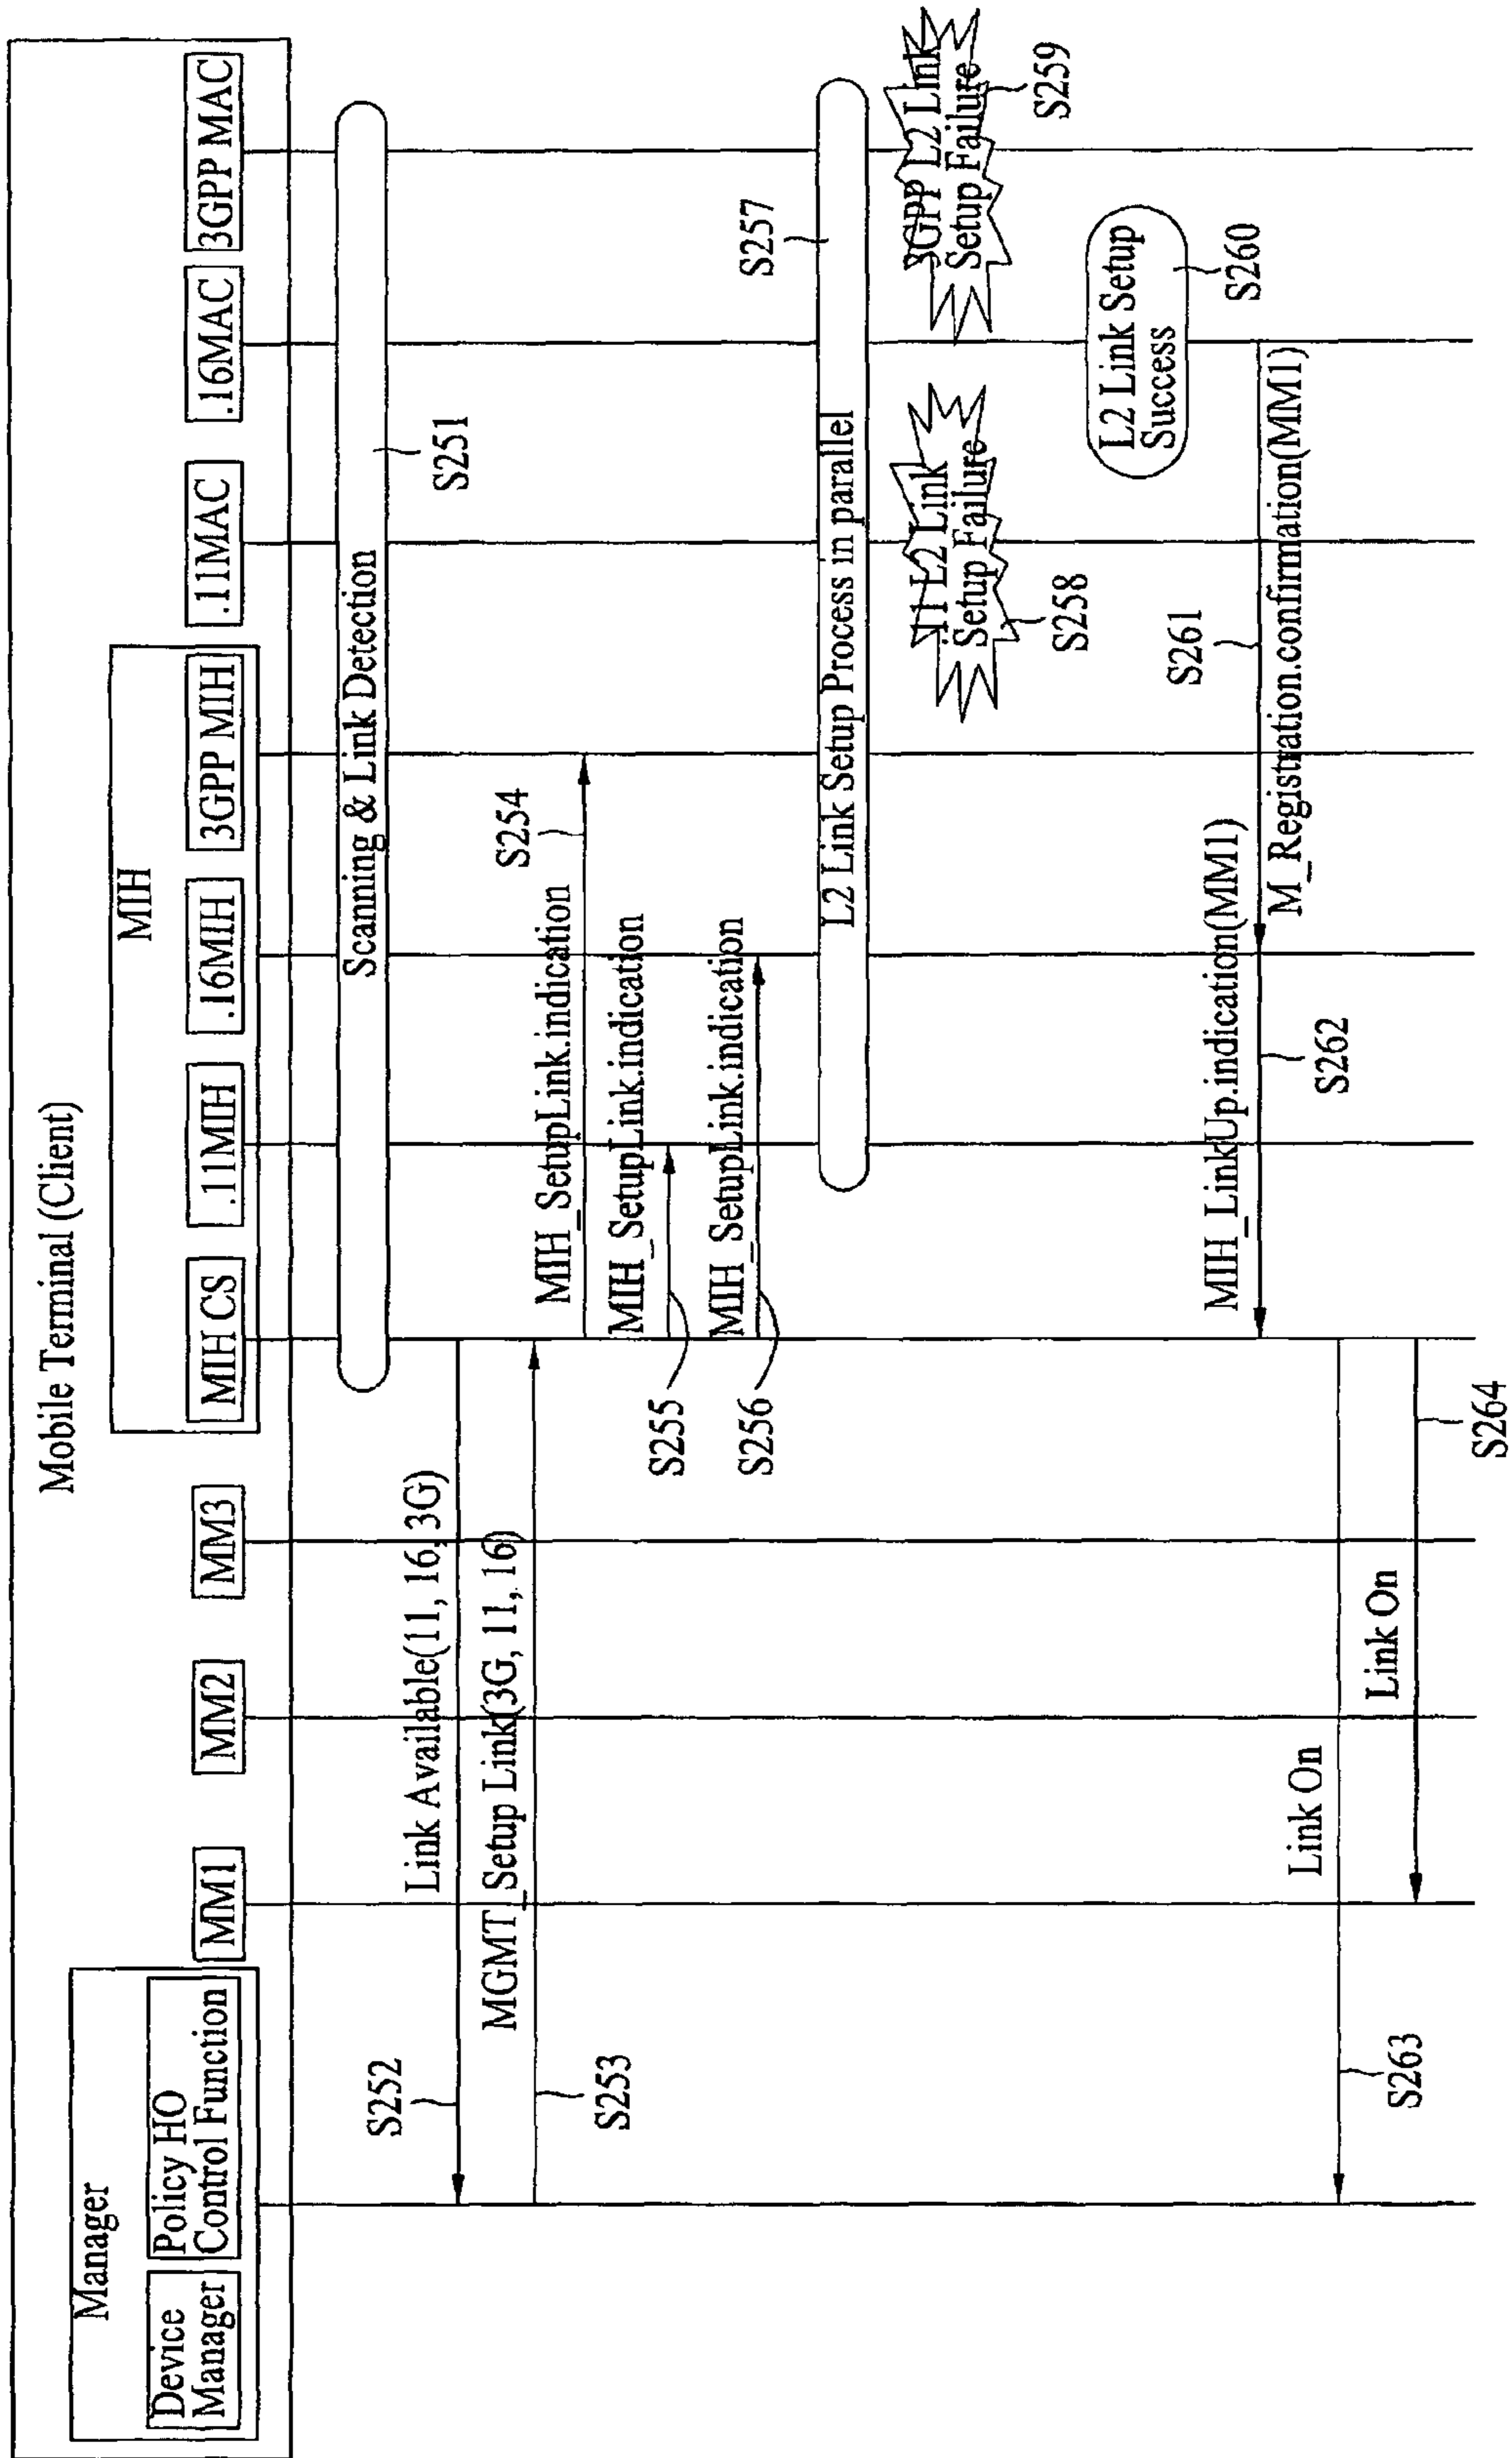 Mobile Terminal (Client)
Manager
MIH
Device
Manager
Policy HO
Control Function
MM1
MM2
MM3
MIH CS
.11MIH
.16MIH
3GPP MIH
.11MAC
.16MAC
3GPP MAC
Scanning & Link Detection
S251
Link Available(11, 16, 3G)
S252
MGMT_Setup Link(3G, 11, 16)
S253
MIH_SetupLink.indication
S254
MIH_SetupLink.indication
S255
MIH_SetupLink.indication
S256
S257
L2 Link Setup Process in parallel
.11 L2 Link
Setup Failure
S258
3GPP L2 Link
Setup Failure
S259
L2 Link Setup
Success
S260
S261
M_Registration.confirmation(MM1)
MIH_LinkUp.indication(MM1)
S262
Link On
S263
Link On
S264